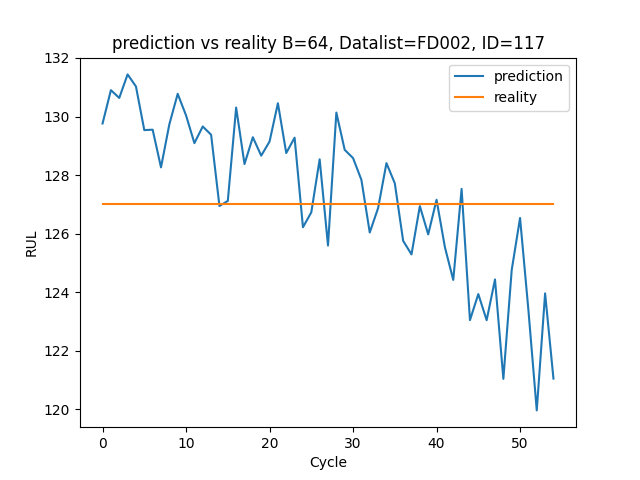 prediction vs reality B=64, Datalist=FD002, ID=117
prediction
reality
132
130
128
126
124
122
120
RUL
0 10 20 30 40 50
Cycle